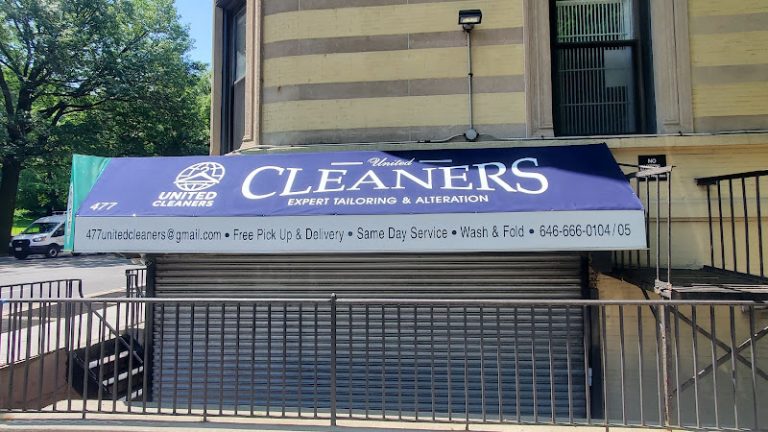 United
CLEANERS
EXPERT TAILORING & ALTERATION
UNITED
CLEANERS
477
477unitedcleaners@gmail.com • Free Pick Up & Delivery • Same Day Service • Wash & Fold • 646-666-0104/05
NO